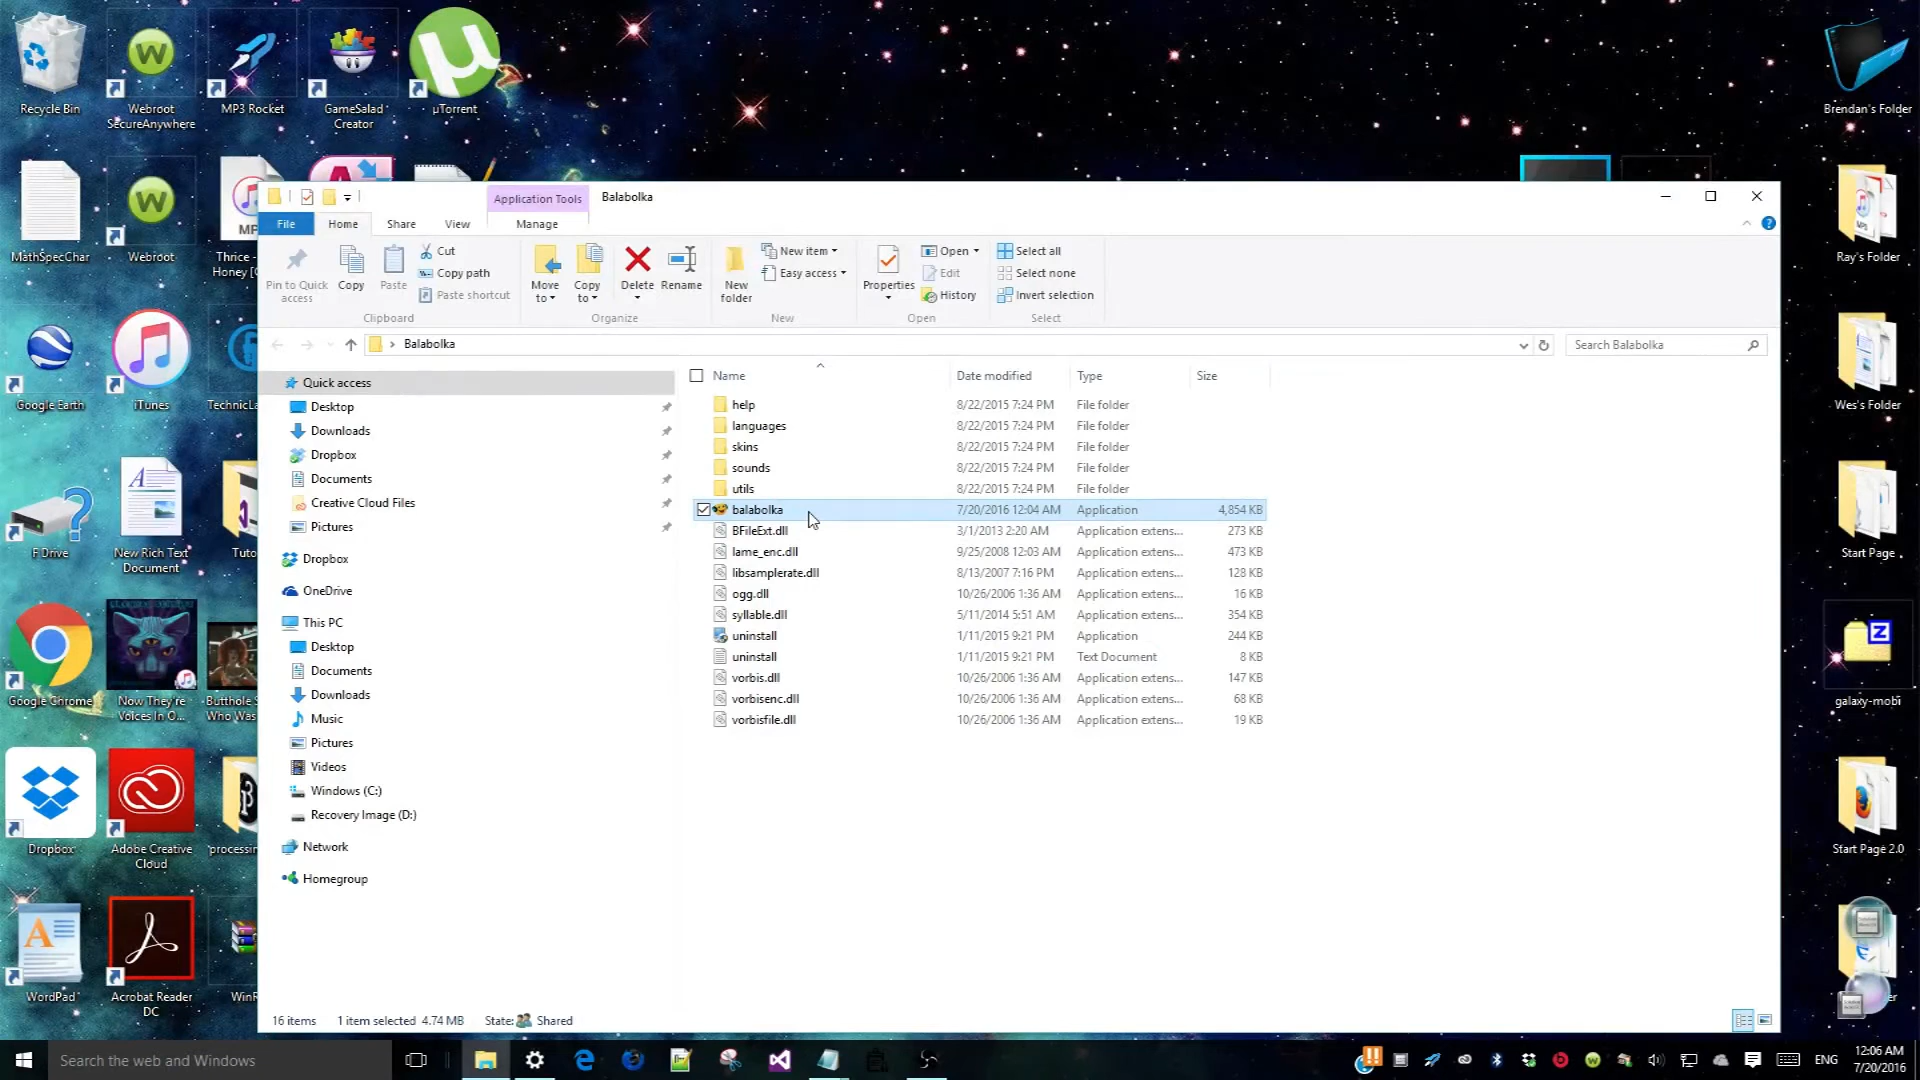 Recycle Bin
Webroot
SecureAnywhere
MP3 Rocket
GameSalad
Creator
µTorrent
Brendan's Folder
MathSpecChar
Webroot
Thrice -
Honey [
Ray's Folder
Google Earth
iTunes
TechnicLa
Wes's Folder
F Drive
New Rich Text
Document
Tuto
Start Page
Google Chrome
Now They're
Voices In O...
Butthole S
Who Was
galaxy-mobi
Dropbox
Adobe Creative
Cloud
processin
Start Page 2.0
WordPad
Acrobat Reader
DC
WinR
Application Tools
Balabolka
File
Home
Share
View
Manage
Pin to Quick
access
Copy
Paste
Cut
Copy path
Paste shortcut
Clipboard
Move
to
Copy
to
Delete
Rename
Organize
New
folder
New item
Easy access
New
Properties
Open
Edit
History
Open
Select all
Select none
Invert selection
Select
Balabolka
Search Balabolka
Quick access
Desktop
Downloads
Dropbox
Documents
Creative Cloud Files
Pictures
Dropbox
OneDrive
This PC
Desktop
Documents
Downloads
Music
Pictures
Videos
Windows (C:)
Recovery Image (D:)
Network
Homegroup
Name Date modified Type Size
help 8/22/2015 7:24 PM File folder
languages 8/22/2015 7:24 PM File folder
skins 8/22/2015 7:24 PM File folder
sounds 8/22/2015 7:24 PM File folder
utils 8/22/2015 7:24 PM File folder
balabolka 7/20/2016 12:04 AM Application 4,854 KB
BFileExt.dll 3/1/2013 2:20 AM Application extens... 273 KB
lame_enc.dll 9/25/2008 12:03 AM Application extens... 473 KB
libsamplerate.dll 8/13/2007 7:16 PM Application extens... 128 KB
ogg.dll 10/26/2006 1:36 AM Application extens... 16 KB
syllable.dll 5/11/2014 5:51 AM Application extens... 354 KB
uninstall 1/11/2015 9:21 PM Application 244 KB
uninstall 1/11/2015 9:21 PM Text Document 8 KB
vorbis.dll 10/26/2006 1:36 AM Application extens... 147 KB
vorbisenc.dll 10/26/2006 1:36 AM Application extens... 68 KB
vorbisfile.dll 10/26/2006 1:36 AM Application extens... 19 KB
16 items 1 item selected 4.74 MB State: Shared
Search the web and Windows
ENG
12:06 AM
7/20/2016